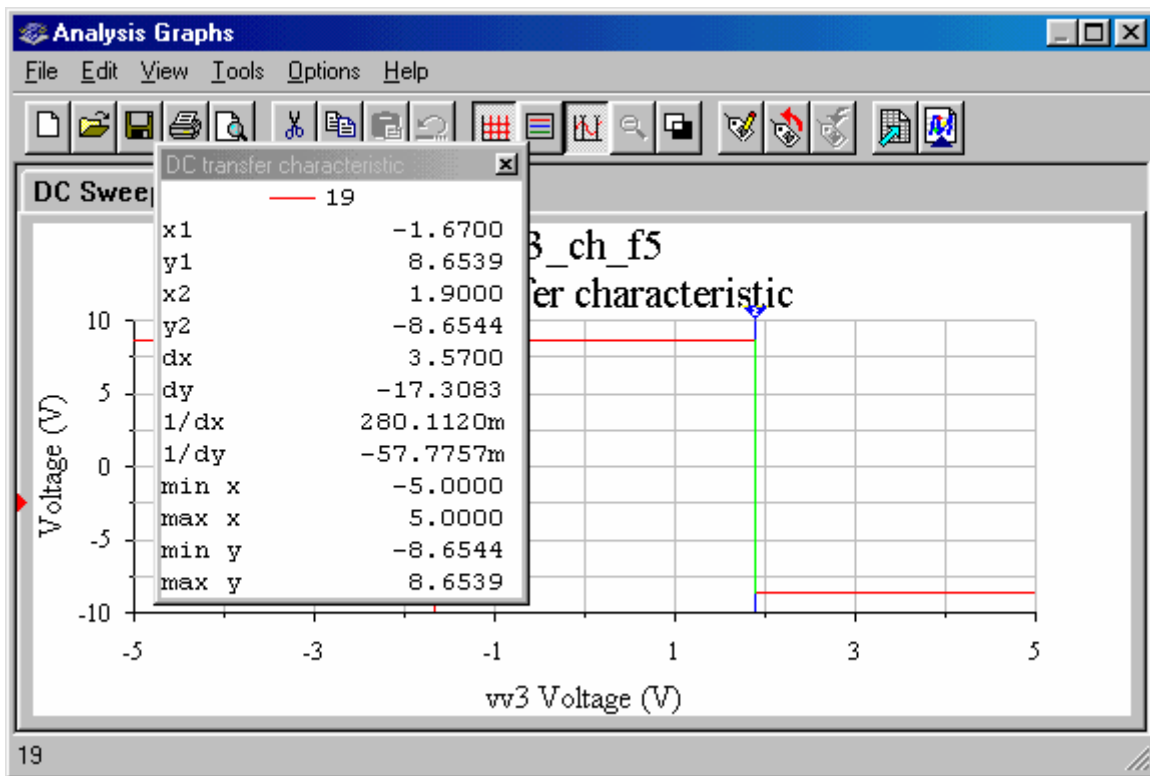 Analysis Graphs
File Edit View Tools Options Help
DC transfer characteristic
DC Sweep
19
x1 -1.6700
y1 8.6539
x2 1.9000
y2 -8.6544
dx 3.5700
dy -17.3083
1/dx 280.1120m
1/dy -57.7757m
min x -5.0000
max x 5.0000
min y -8.6544
max y 8.6539
_ch_f5
characteristic
2
10
5
0
-5
-10
Voltage (V)
-5 -3 -1 1 3 5
vv3 Voltage (V)
19